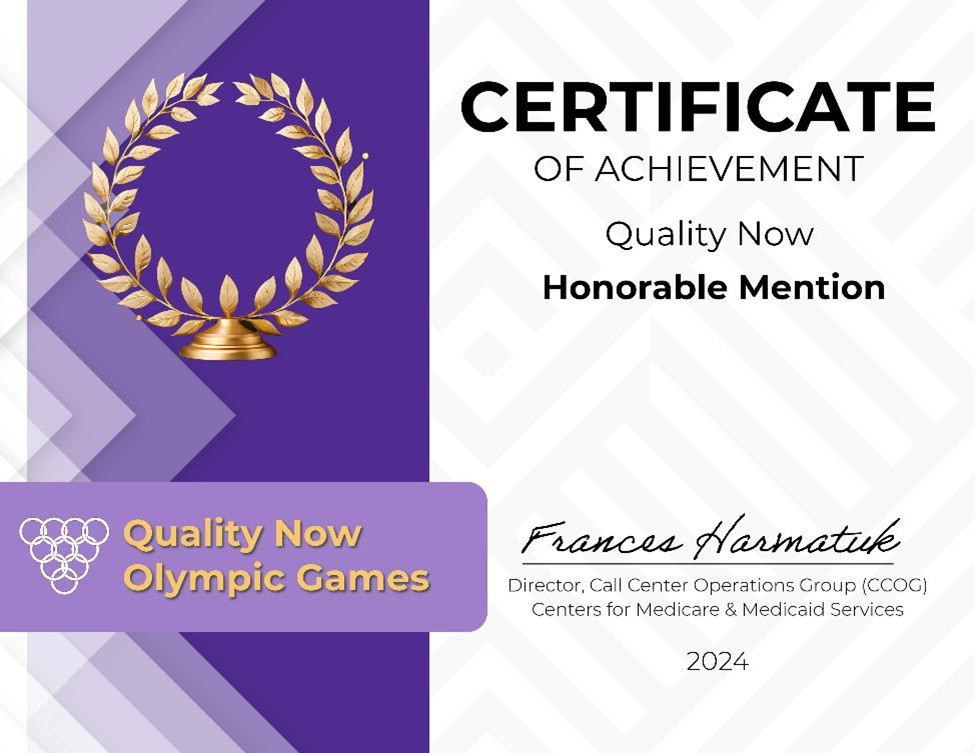 CERTIFICATE
OF ACHIEVEMENT
Quality Now
Honorable Mention
Quality Now
Olympic Games
Frances Harmatuk
Director, Call Center Operations Group (CCOG)
Centers for Medicare & Medicaid Services
2024